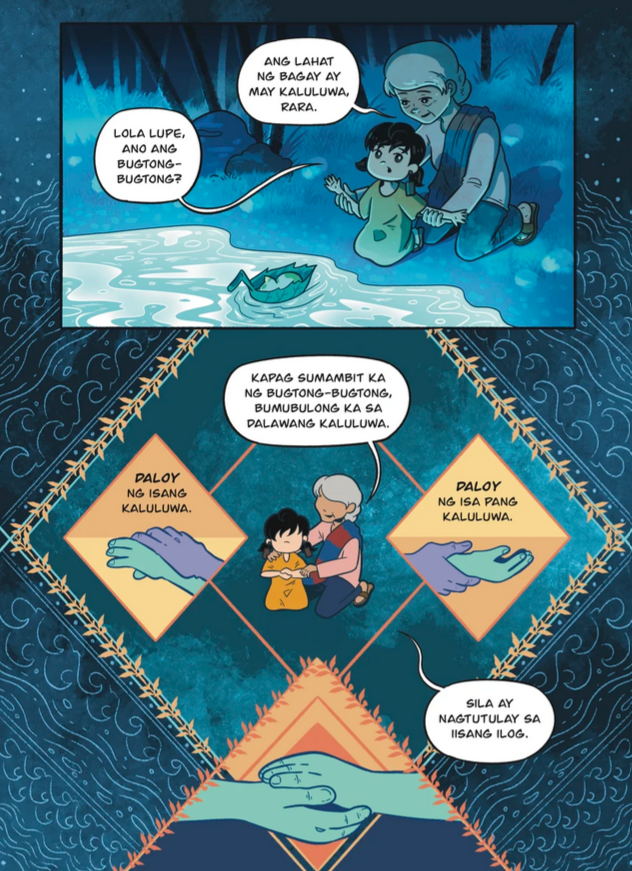 ANG LAHAT
NG BAGAY AY
MAY KALULUWA,
RARA.
LOLA LUPE,
ANO ANG
BUGTONG-
BUGTONG?
KAPAG SUMAMBIT KA
NG BUGTONG-BUGTONG,
BUMUBULONG KA SA
DALAWANG KALULUWA.
DALOY
NG ISANG
KALULUWA.
DALOY
NG ISA PANG
KALULUWA.
SILA AY
NAGTUTULAY SA
IISANG ILOG.